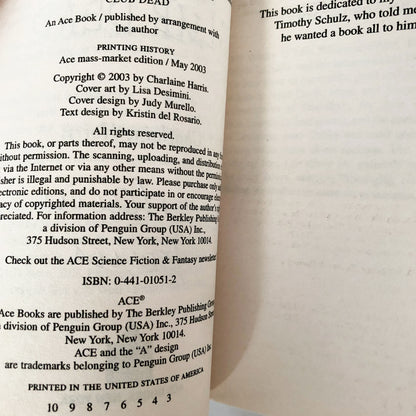 CLUB DEAD
An Ace Book / published by arrangement with
the author
PRINTING HISTORY
Ace mass-market edition / May 2003
Copyright © 2003 by Charlaine Harris.
Cover art by Lisa Desimini.
Cover design by Judy Murello.
Text design by Kristin del Rosario.
All rights reserved.
This book, or parts thereof, may not be reproduced in any
without permission. The scanning, uploading, and distribution
via the Internet or via any other means without the
is illegal and punishable by law. Please purchase only
editions, and do not participate in or encourage
of copyrighted materials. Your support of the author's
For information address: The Berkley Publishing
a division of Penguin Group (USA) Inc.,
375 Hudson Street, New York, New York 10014.
Check out the ACE Science Fiction & Fantasy newsletter
ISBN: 0-441-01051-2
ACE®
Ace Books are published by The Berkley Publishing
a division of Penguin Group (USA) Inc., 375 Hudson
New York, New York 10014.
ACE and the "A" design
are trademarks belonging to Penguin Group (USA) Inc
PRINTED IN THE UNITED STATES OF AMERICA
10 9 8 7 6 5 4 3
This book is dedicated to my
Timothy Schulz, who told me
he wanted a book all to him